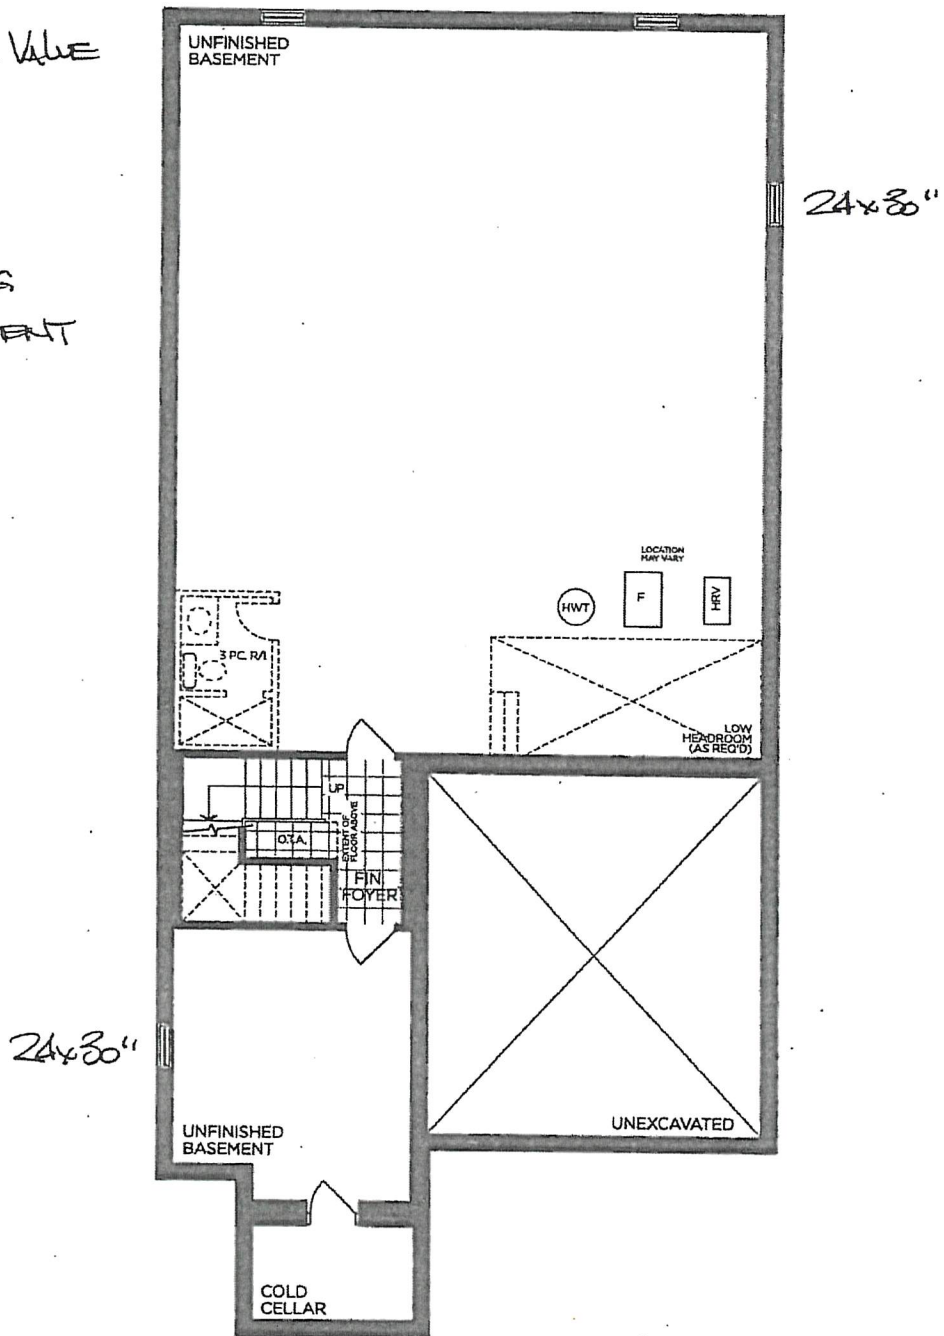 VALUE
UNFINISHED
BASEMENT
24x30"
ENT
LOCATION
MAY VARY
HWT
F
HRV
3 PC. R/I
LOW
HEADROOM
(AS REQ'D)
UP
O.T.A.
EXTENT OF
FLOOR ABOVE
FIN.
FOYER
24x30"
UNFINISHED
BASEMENT
UNEXCAVATED
COLD
CELLAR